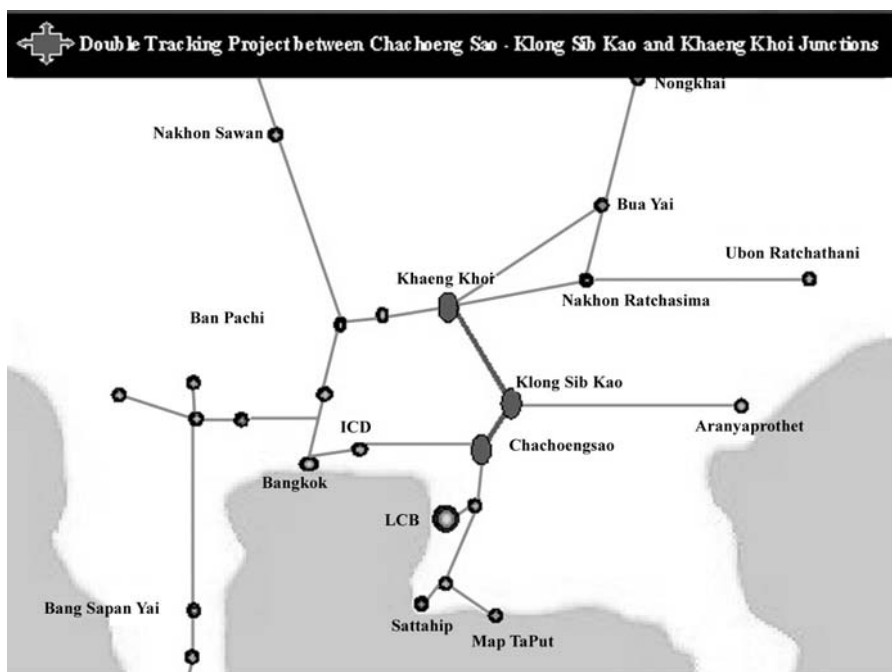 Double Tracking Project between Chachoeng Sao - Klong Sib Kao and Khaeng Khoi Junctions
Nongkhai
Nakhon Sawan
Bua Yai
Ubon Ratchathani
Khaeng Khoi
Nakhon Ratchasima
Ban Pachi
Klong Sib Kao
Aranyaprothet
ICD
Chachoengsao
Bangkok
LCB
Bang Sapan Yai
Sattahip
Map TaPut